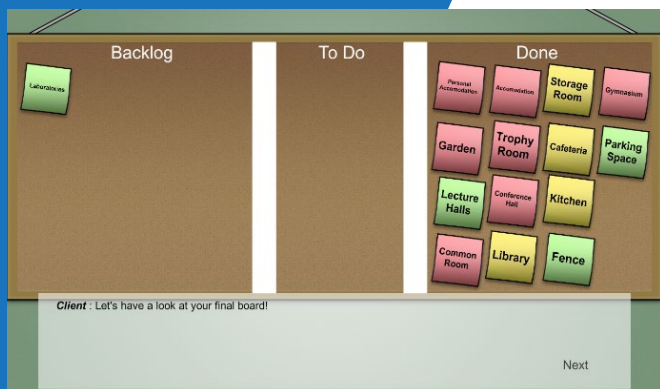 Backlog
To Do
Done
Laboratories
Personal
Accomodation
Accomodation
Storage
Room
Gymnasium
Garden
Trophy
Room
Cafeteria
Parking
Space
Lecture
Halls
Conference
Hall
Kitchen
Common
Room
Library
Fence
Client : Let's have a look at your final board!
Next